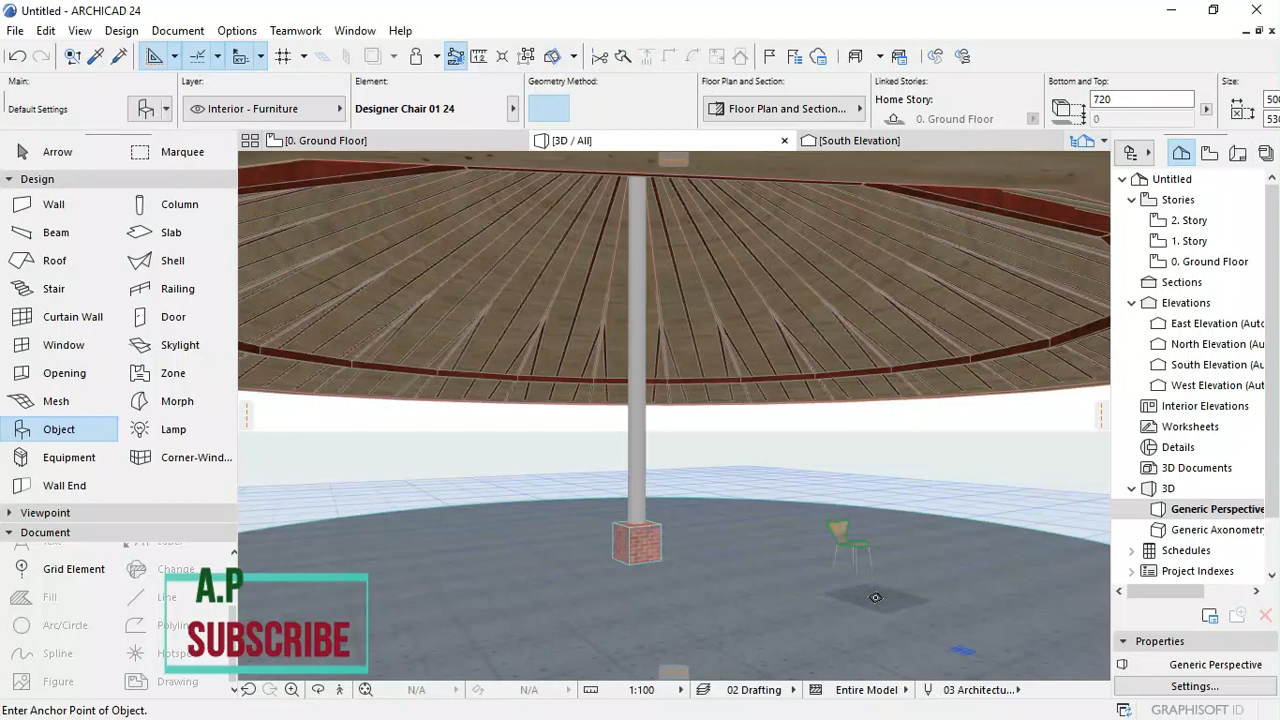 Untitled - ARCHICAD 24
File Edit View Design Document Options Teamwork Window Help
Main: Layer: Element: Geometry Method: Floor Plan and Section: Linked Stories: Bottom and Top: Size:
Default Settings Interior - Furniture Designer Chair 01 24 Floor Plan and Section... Home Story: 0. Ground Floor 720 0 500 530
[0. Ground Floor] [3D / All] [South Elevation]
Arrow Marquee
Design
Wall Column
Beam Slab
Roof Shell
Stair Railing
Curtain Wall Door
Window Skylight
Opening Zone
Mesh Morph
Object Lamp
Equipment Corner-Wind...
Wall End
Viewpoint
Document
Grid Element
Fill Line
Arc/Circle
Spline
Figure Drawing
A.P
SUBSCRIBE
Untitled
Stories
2. Story
1. Story
0. Ground Floor
Sections
Elevations
East Elevation (Auto
North Elevation (Au
South Elevation (Au
West Elevation (Aut
Interior Elevations
Worksheets
Details
3D Documents
3D
Generic Perspective
Generic Axonometr
Schedules
Project Indexes
Properties
Generic Perspective
Settings...
N/A N/A 1:100 02 Drafting Entire Model 03 Architectu...
Enter Anchor Point of Object.
GRAPHISOFT ID